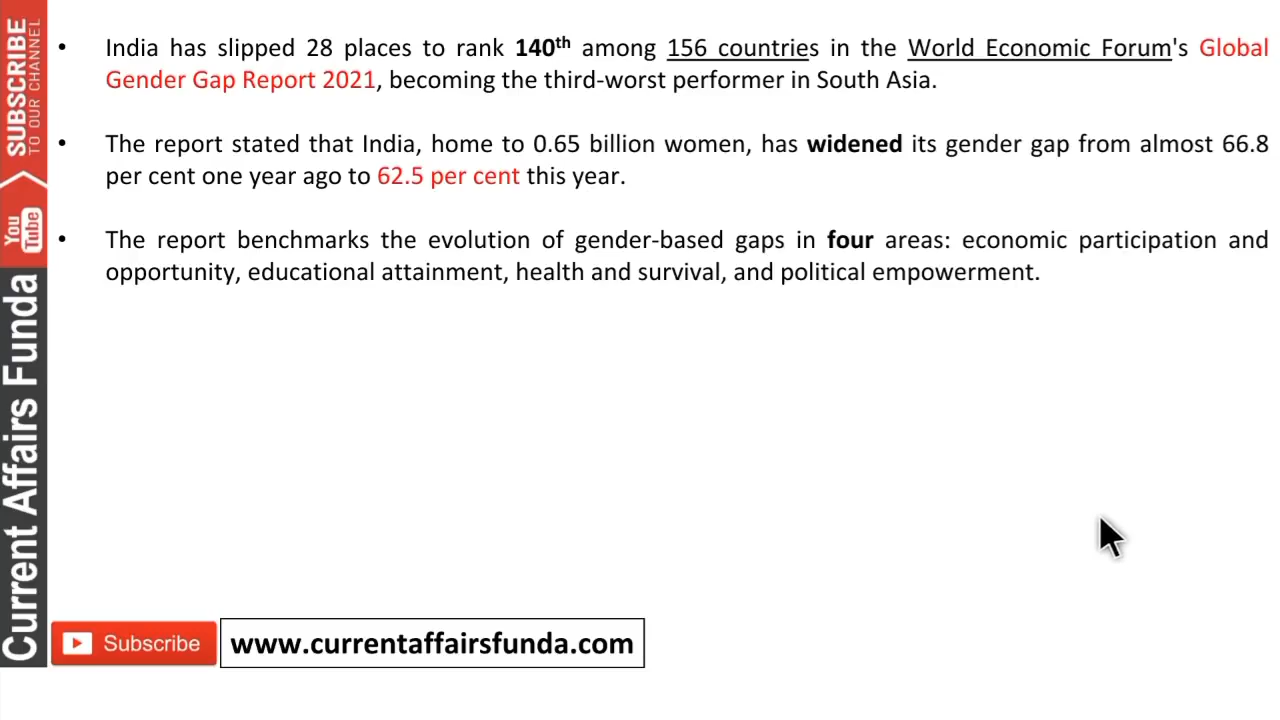 • India has slipped 28 places to rank 140th among 156 countries in the World Economic Forum's Global
Gender Gap Report 2021, becoming the third-worst performer in South Asia.
• The report stated that India, home to 0.65 billion women, has widened its gender gap from almost 66.8
per cent one year ago to 62.5 per cent this year.
• The report benchmarks the evolution of gender-based gaps in four areas: economic participation and
opportunity, educational attainment, health and survival, and political empowerment.
SUBSCRIBE
TO OUR CHANNEL
You
Tube
Current Affairs Funda
Subscribe
www.currentaffairsfunda.com